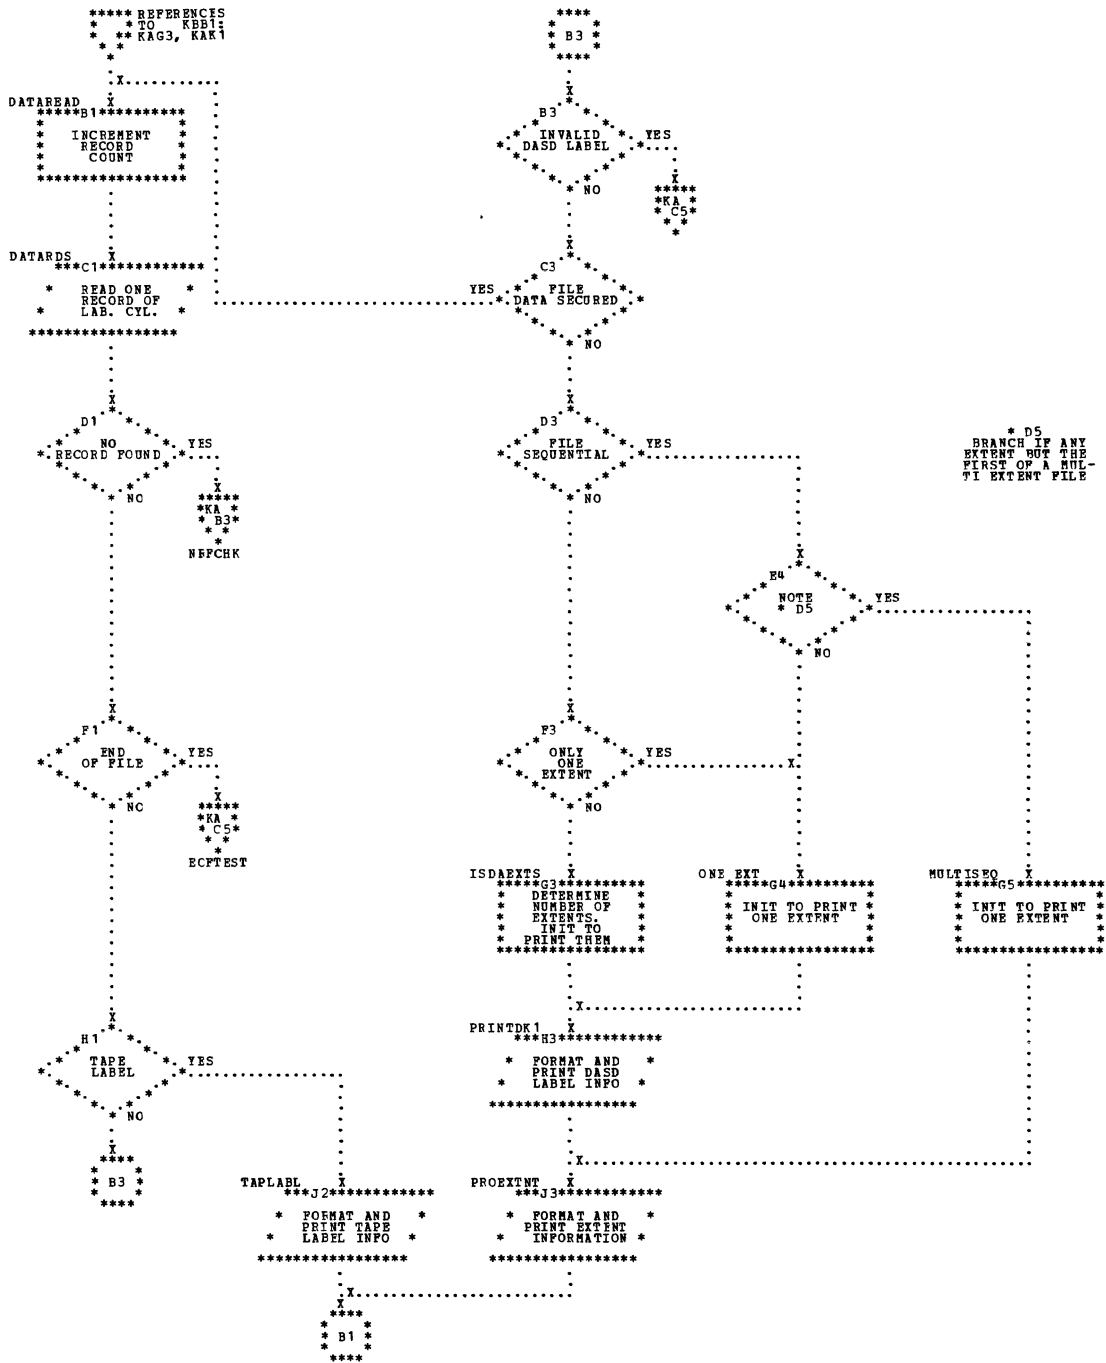 REFERENCES
TO KBB1:
KAG3, KAK1
DATAREAD
B1
INCREMENT
RECORD
COUNT
DATARDS
C1
READ ONE
RECORD OF
LAB. CYL.
D1
NO
RECORD FOUND
YES
NO
KA
B3
NRFCHK
F1
END
OF FILE
YES
NO
KA
C5
EOFTEST
H1
TAPE
LABEL
YES
NO
B3
TAPLABL
J2
FORMAT AND
PRINT TAPE
LABEL INFO
B1
B3
B3
INVALID
DASD LABEL
YES
NO
KA
C5
C3
FILE
DATA SECURED
YES
NO
D3
FILE
SEQUENTIAL
YES
NO
* D5
BRANCH IF ANY
EXTENT BUT THE
FIRST OF A MUL-
TI EXTENT FILE
E4
NOTE
* D5
YES
NO
F3
ONLY
ONE
EXTENT
YES
NO
ISDAEXTS
G3
DETERMINE
NUMBER OF
EXTENTS.
INIT TO
PRINT THEM
ONE EXT
G4
INIT TO PRINT
ONE EXTENT
MULTISEQ
G5
INIT TO PRINT
ONE EXTENT
PRINTDK1
H3
FORMAT AND
PRINT DASD
LABEL INFO
PROEXTNT
J3
FORMAT AND
PRINT EXTENT
INFORMATION